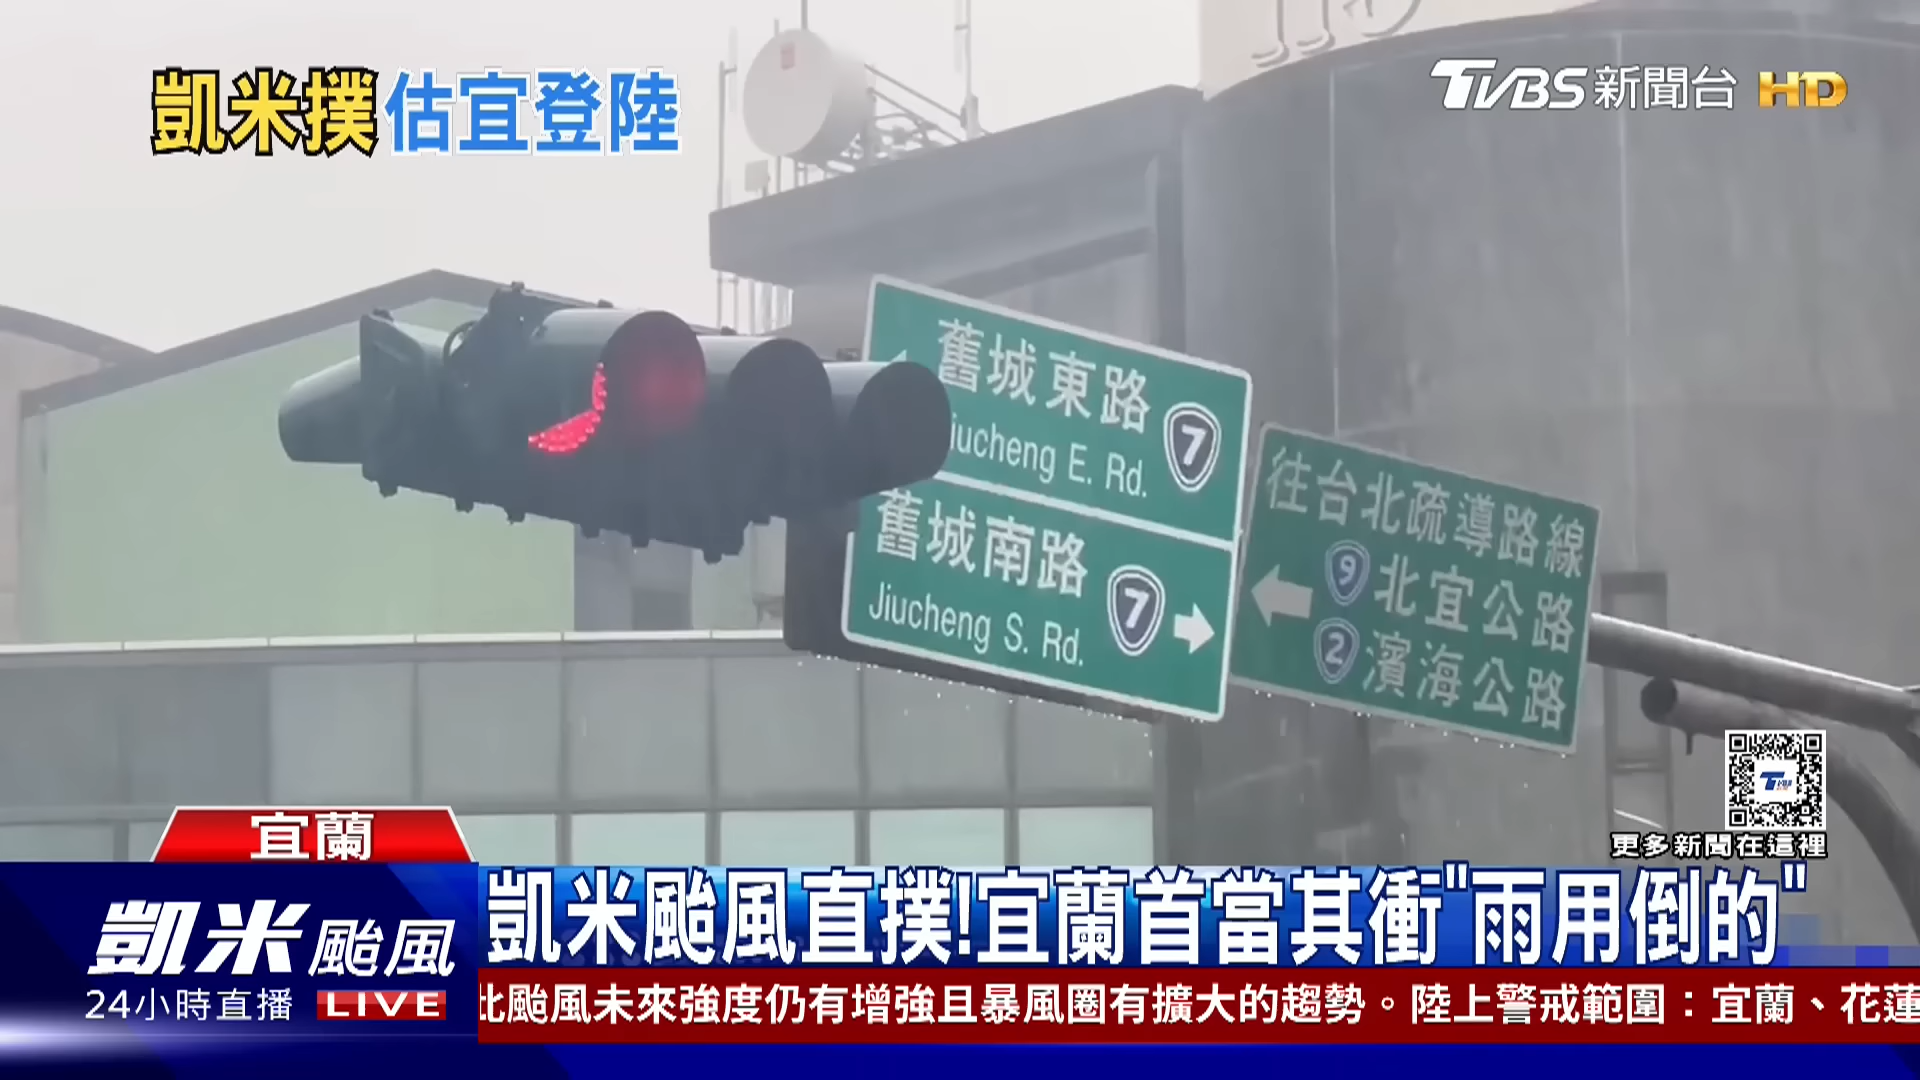 凱米撲 估宜登陸
TVBS新聞台 HD
舊城東路 7
iucheng E. Rd.
舊城南路 7
Jiucheng S. Rd.
往台北疏導路線
9 北宜公路
2 濱海公路
更多新聞在這裡
宜蘭
凱米颱風直撲!宜蘭首當其衝"雨用倒的"
凱米颱風
24小時直播 LIVE
此颱風未來強度仍有增強且暴風圈有擴大的趨勢。陸上警戒範圍：宜蘭、花蓮